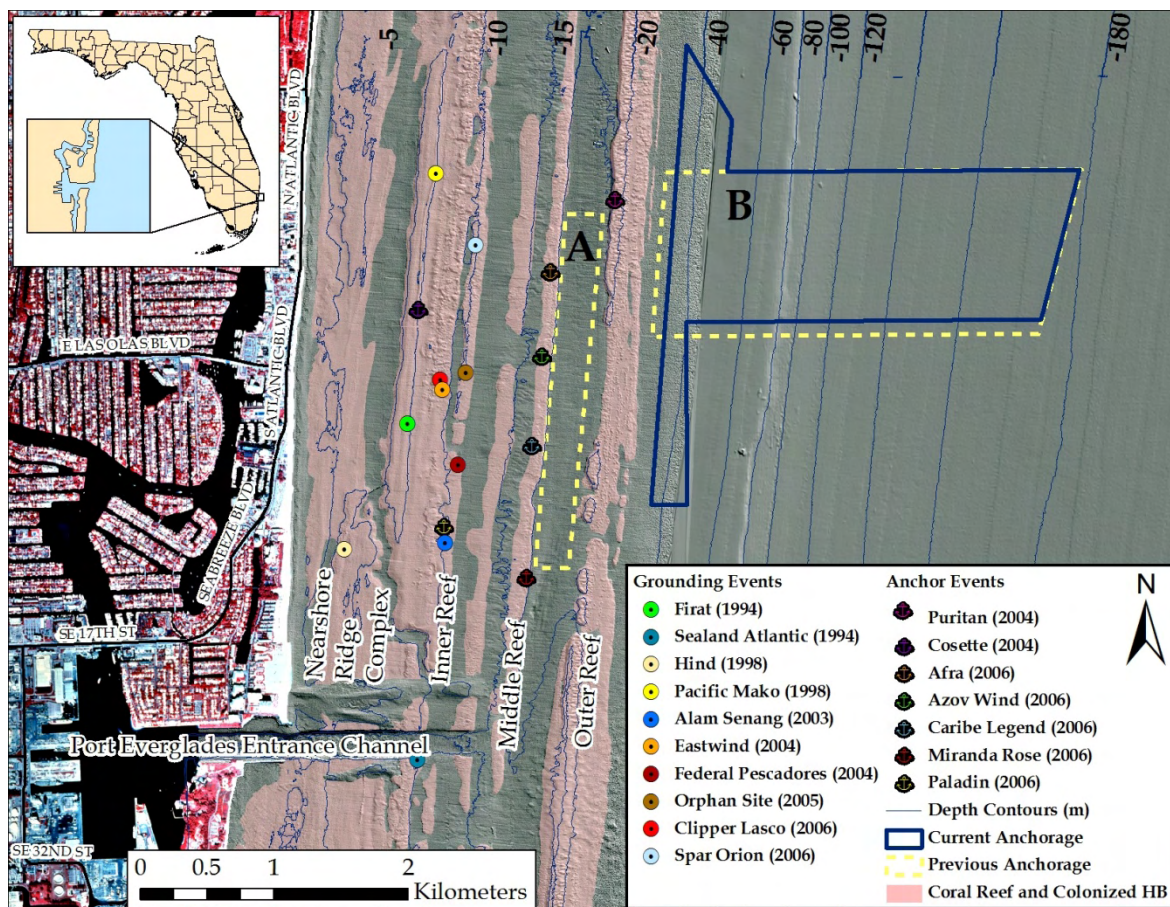 -5
-10
-15
-20
-40
-60
-80
-100
-120
-180
N ATLANTIC BLVD
A
B
E LAS OLAS BLVD
S ATLANTIC BLVD
SEABREEZE BLVD
SE 17TH ST
Nearshore
Ridge
Complex
Inner Reef
Middle Reef
Outer Reef
Port Everglades Entrance Channel
SE 32ND ST
0 0.5 1 2
Kilometers
Grounding Events
Firat (1994)
Sealand Atlantic (1994)
Hind (1998)
Pacific Mako (1998)
Alam Senang (2003)
Eastwind (2004)
Federal Pescadores (2004)
Orphan Site (2005)
Clipper Lasco (2006)
Spar Orion (2006)
Anchor Events
Puritan (2004)
Cosette (2004)
Afra (2006)
Azov Wind (2006)
Caribe Legend (2006)
Miranda Rose (2006)
Paladin (2006)
Depth Contours (m)
Current Anchorage
Previous Anchorage
Coral Reef and Colonized HB
N